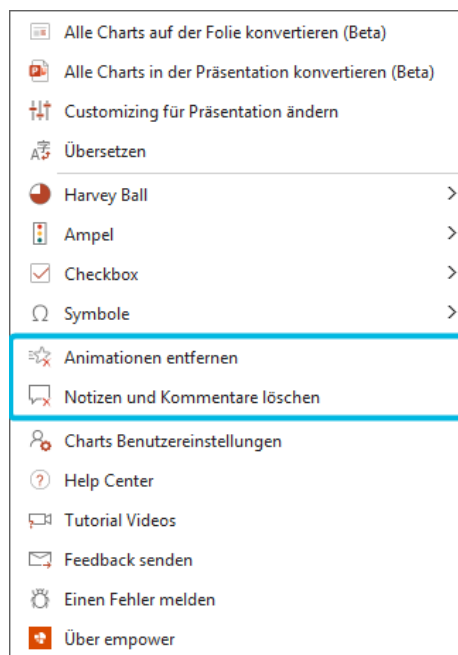 Alle Charts auf der Folie konvertieren (Beta)
Alle Charts in der Präsentation konvertieren (Beta)
Customizing für Präsentation ändern
Übersetzen
Harvey Ball
Ampel
Checkbox
Symbole
Animationen entfernen
Notizen und Kommentare löschen
Charts Benutzereinstellungen
Help Center
Tutorial Videos
Feedback senden
Einen Fehler melden
Über empower